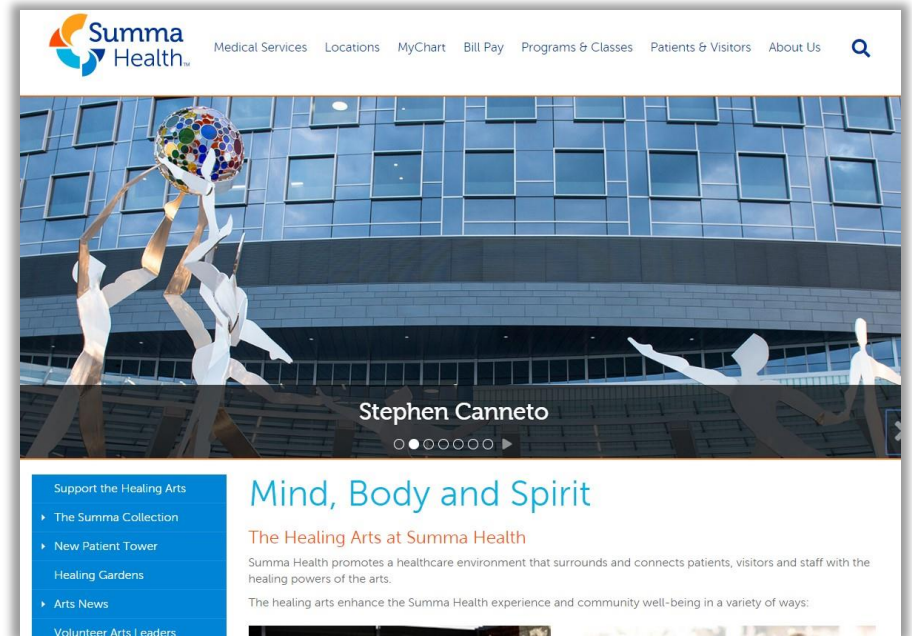 Summa
Health™
Medical Services Locations MyChart Bill Pay Programs & Classes Patients & Visitors About Us
Stephen Canneto
Support the Healing Arts
The Summa Collection
New Patient Tower
Healing Gardens
Arts News
Volunteer Arts Leaders
Mind, Body and Spirit
The Healing Arts at Summa Health
Summa Health promotes a healthcare environment that surrounds and connects patients, visitors and staff with the
healing powers of the arts.
The healing arts enhance the Summa Health experience and community well-being in a variety of ways: